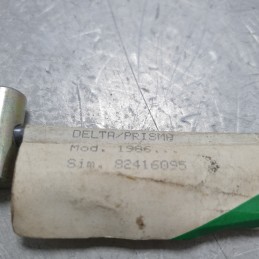 DELTA/PRISMA
Mod. 1986...
Sim. 82416095